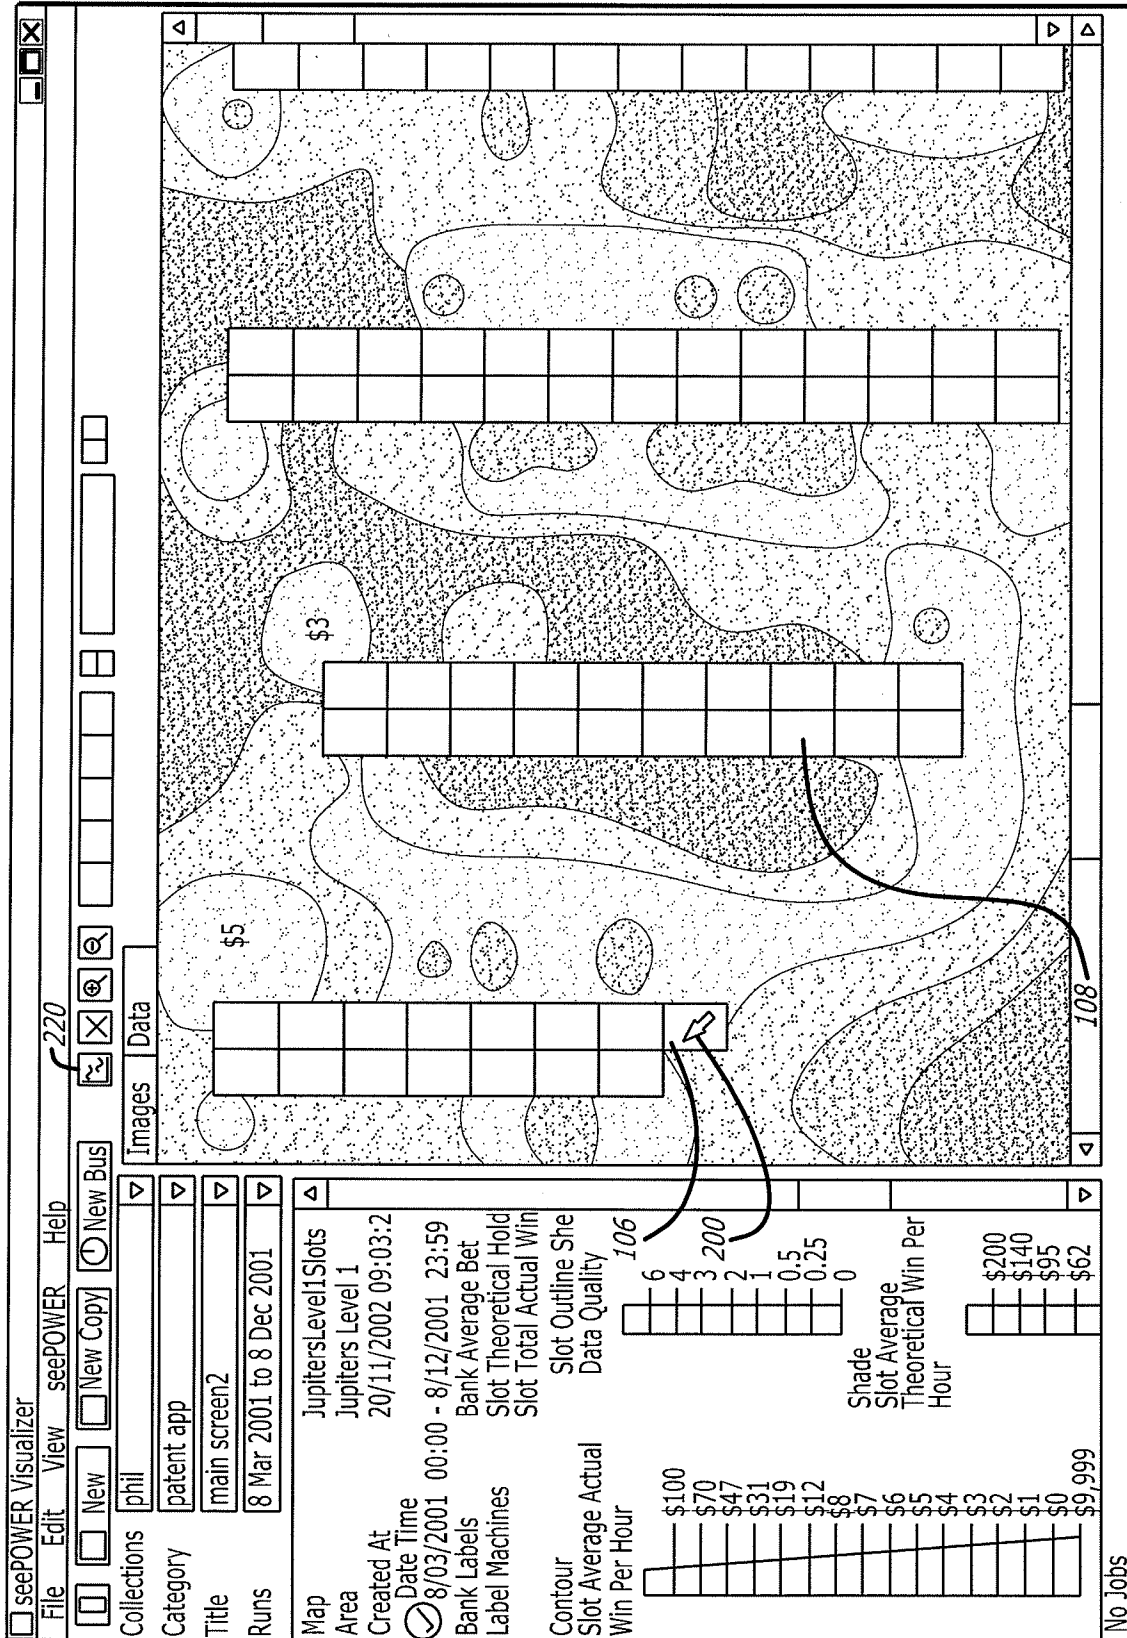 seePOWER Visualizer
File Edit View seePOWER Help
220
New New Copy New Bus
Collections phil
Category patent app
Title main screen2
Runs 8 Mar 2001 to 8 Dec 2001
Images Data
Map JupitersLevel1Slots
Area Jupiters Level 1
Created At 20/11/2002 09:03:2
Date Time
8/03/2001 00:00 - 8/12/2001 23:59
Bank Labels Bank Average Bet
Label Machines Slot Theoretical Hold
Slot Total Actual Win
Contour
Slot Average Actual
Win Per Hour
$100
$70
$47
$31
$19
$12
$8
$7
$6
$5
$4
$3
$2
$1
$0
$9,999
Slot Outline She
Data Quality
6
4
3
2
1
0.5
0.25
0
Shade
Slot Average
Theoretical Win Per
Hour
$200
$140
$95
$62
106
200
$5
$3
108
No Jobs